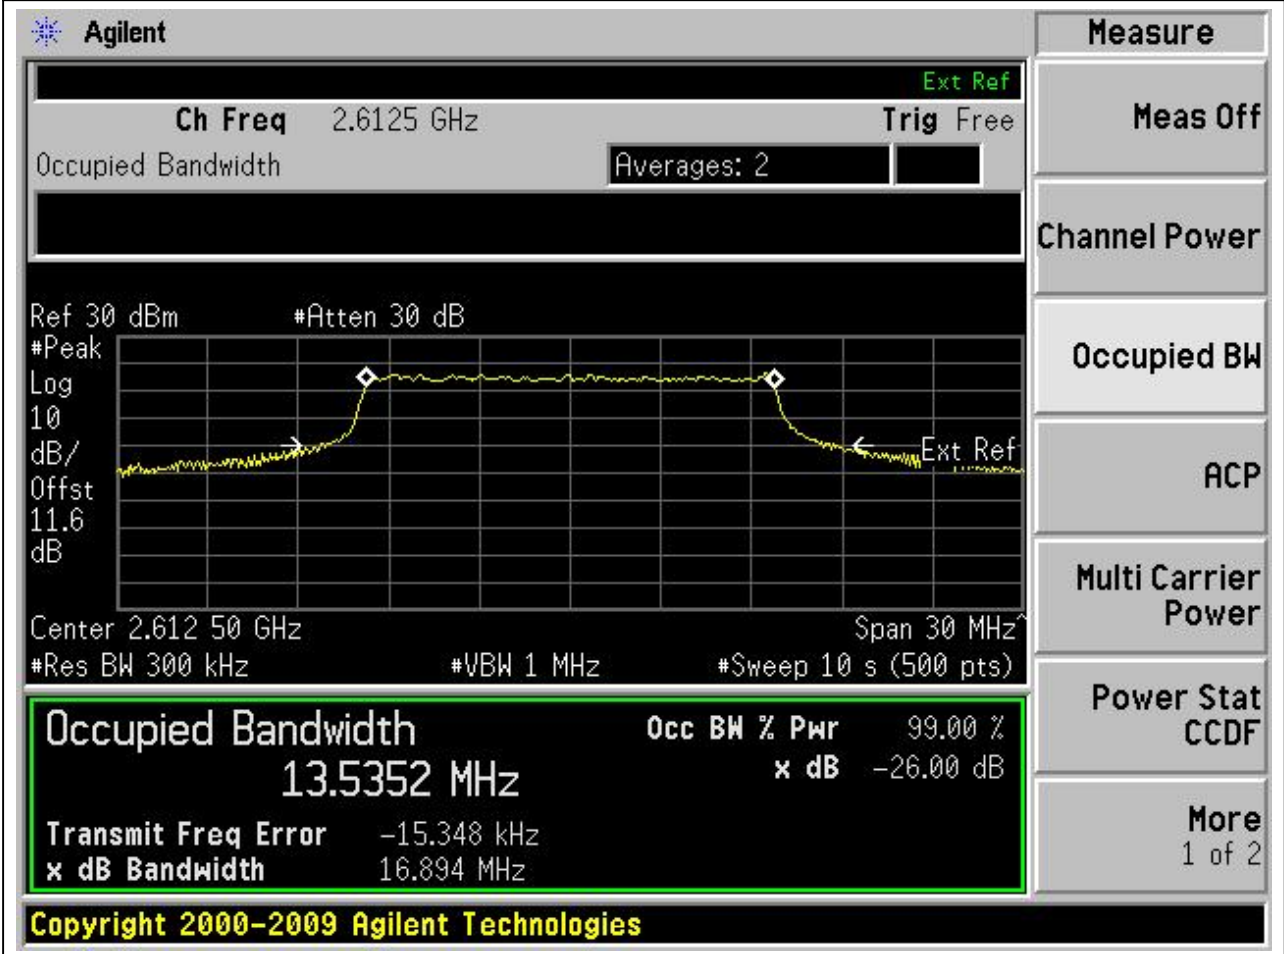 Agilent
Measure
Ext Ref
Ch Freq 2.6125 GHz Trig Free
Meas Off
Occupied Bandwidth Averages: 2
Channel Power
Ref 30 dBm #Atten 30 dB
#Peak
Log
10
dB/
Offst
11.6
dB
Ext Ref
Occupied BW
ACP
Center 2.612 50 GHz Span 30 MHz^
#Res BW 300 kHz #VBW 1 MHz #Sweep 10 s (500 pts)
Multi Carrier
Power
Occupied Bandwidth Occ BW % Pwr 99.00 %
13.5352 MHz x dB -26.00 dB
Power Stat
CCDF
Transmit Freq Error -15.348 kHz
x dB Bandwidth 16.894 MHz
More
1 of 2
Copyright 2000-2009 Agilent Technologies